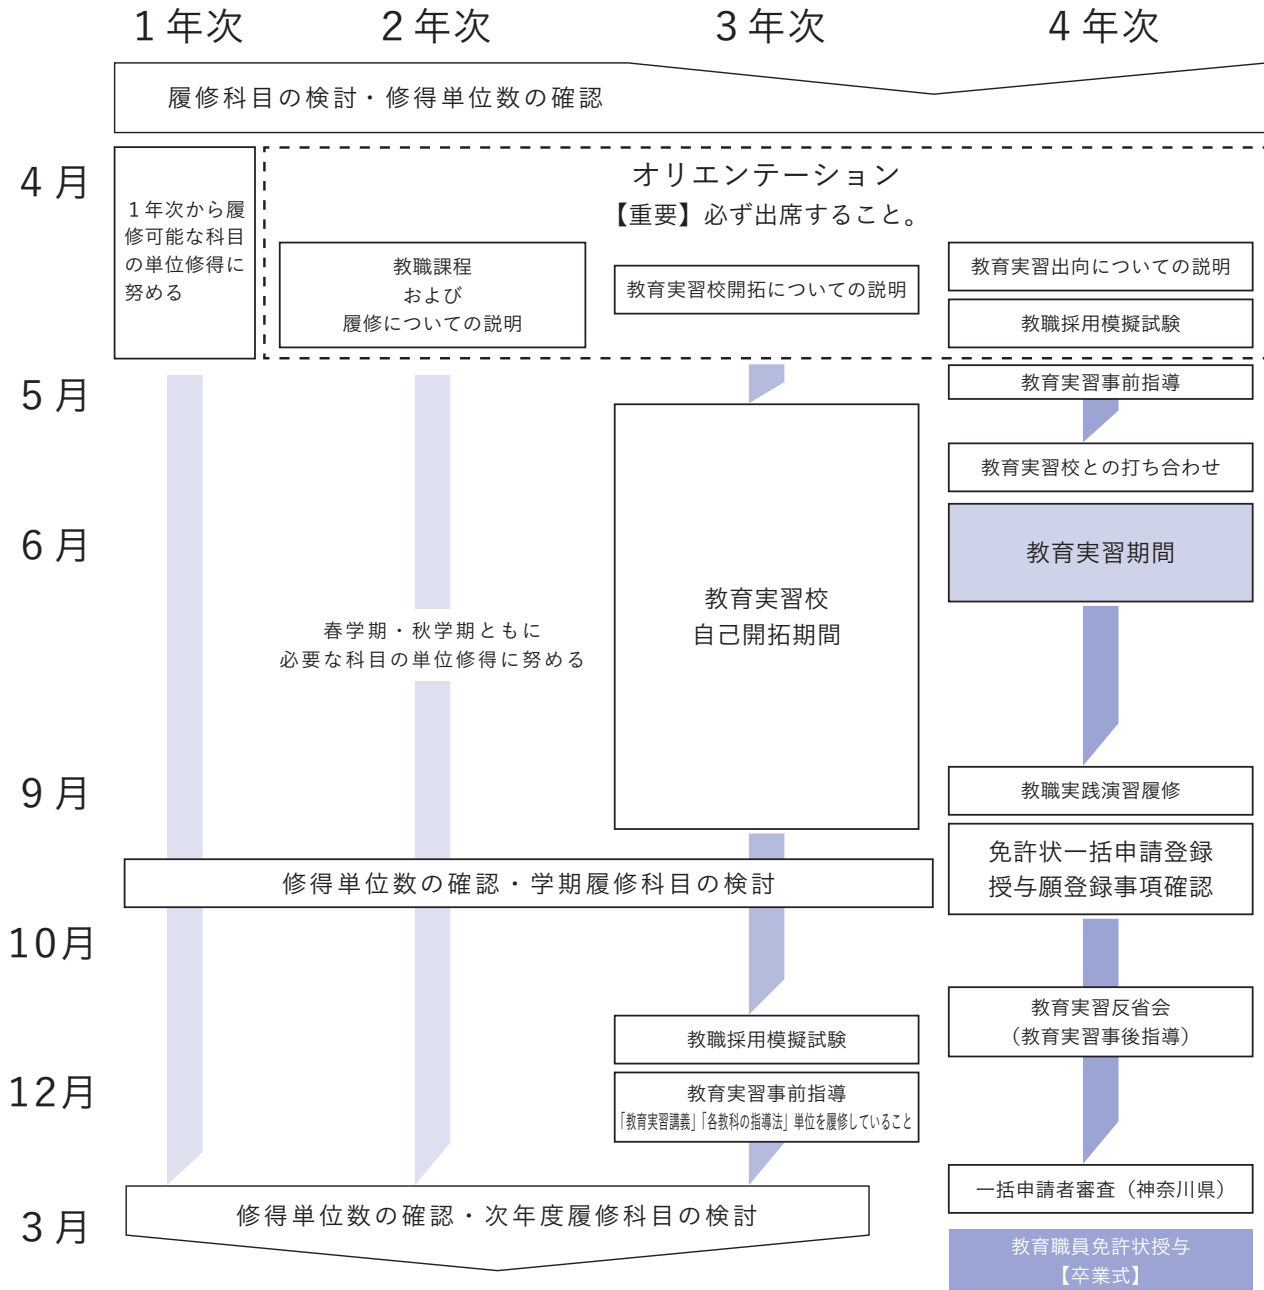 1年次
2年次
3年次
4年次
履修科目の検討・修得単位数の確認
4月
1年次から履
修可能な科目
の単位修得に
努める
オリエンテーション
【重要】必ず出席すること。
教職課程
および
履修についての説明
教育実習校開拓についての説明
教育実習出向についての説明
教職採用模擬試験
5月
教育実習事前指導
教育実習校との打ち合わせ
6月
教育実習期間
教育実習校
自己開拓期間
春学期・秋学期ともに
必要な科目の単位修得に努める
9月
教職実践演習履修
免許状一括申請登録
授与願登録事項確認
修得単位数の確認・学期履修科目の検討
10月
教育実習反省会
（教育実習事後指導）
教職採用模擬試験
12月
教育実習事前指導
「教育実習講義」「各教科の指導法」単位を履修していること
一括申請者審査（神奈川県）
3月
修得単位数の確認・次年度履修科目の検討
教育職員免許状授与
【卒業式】